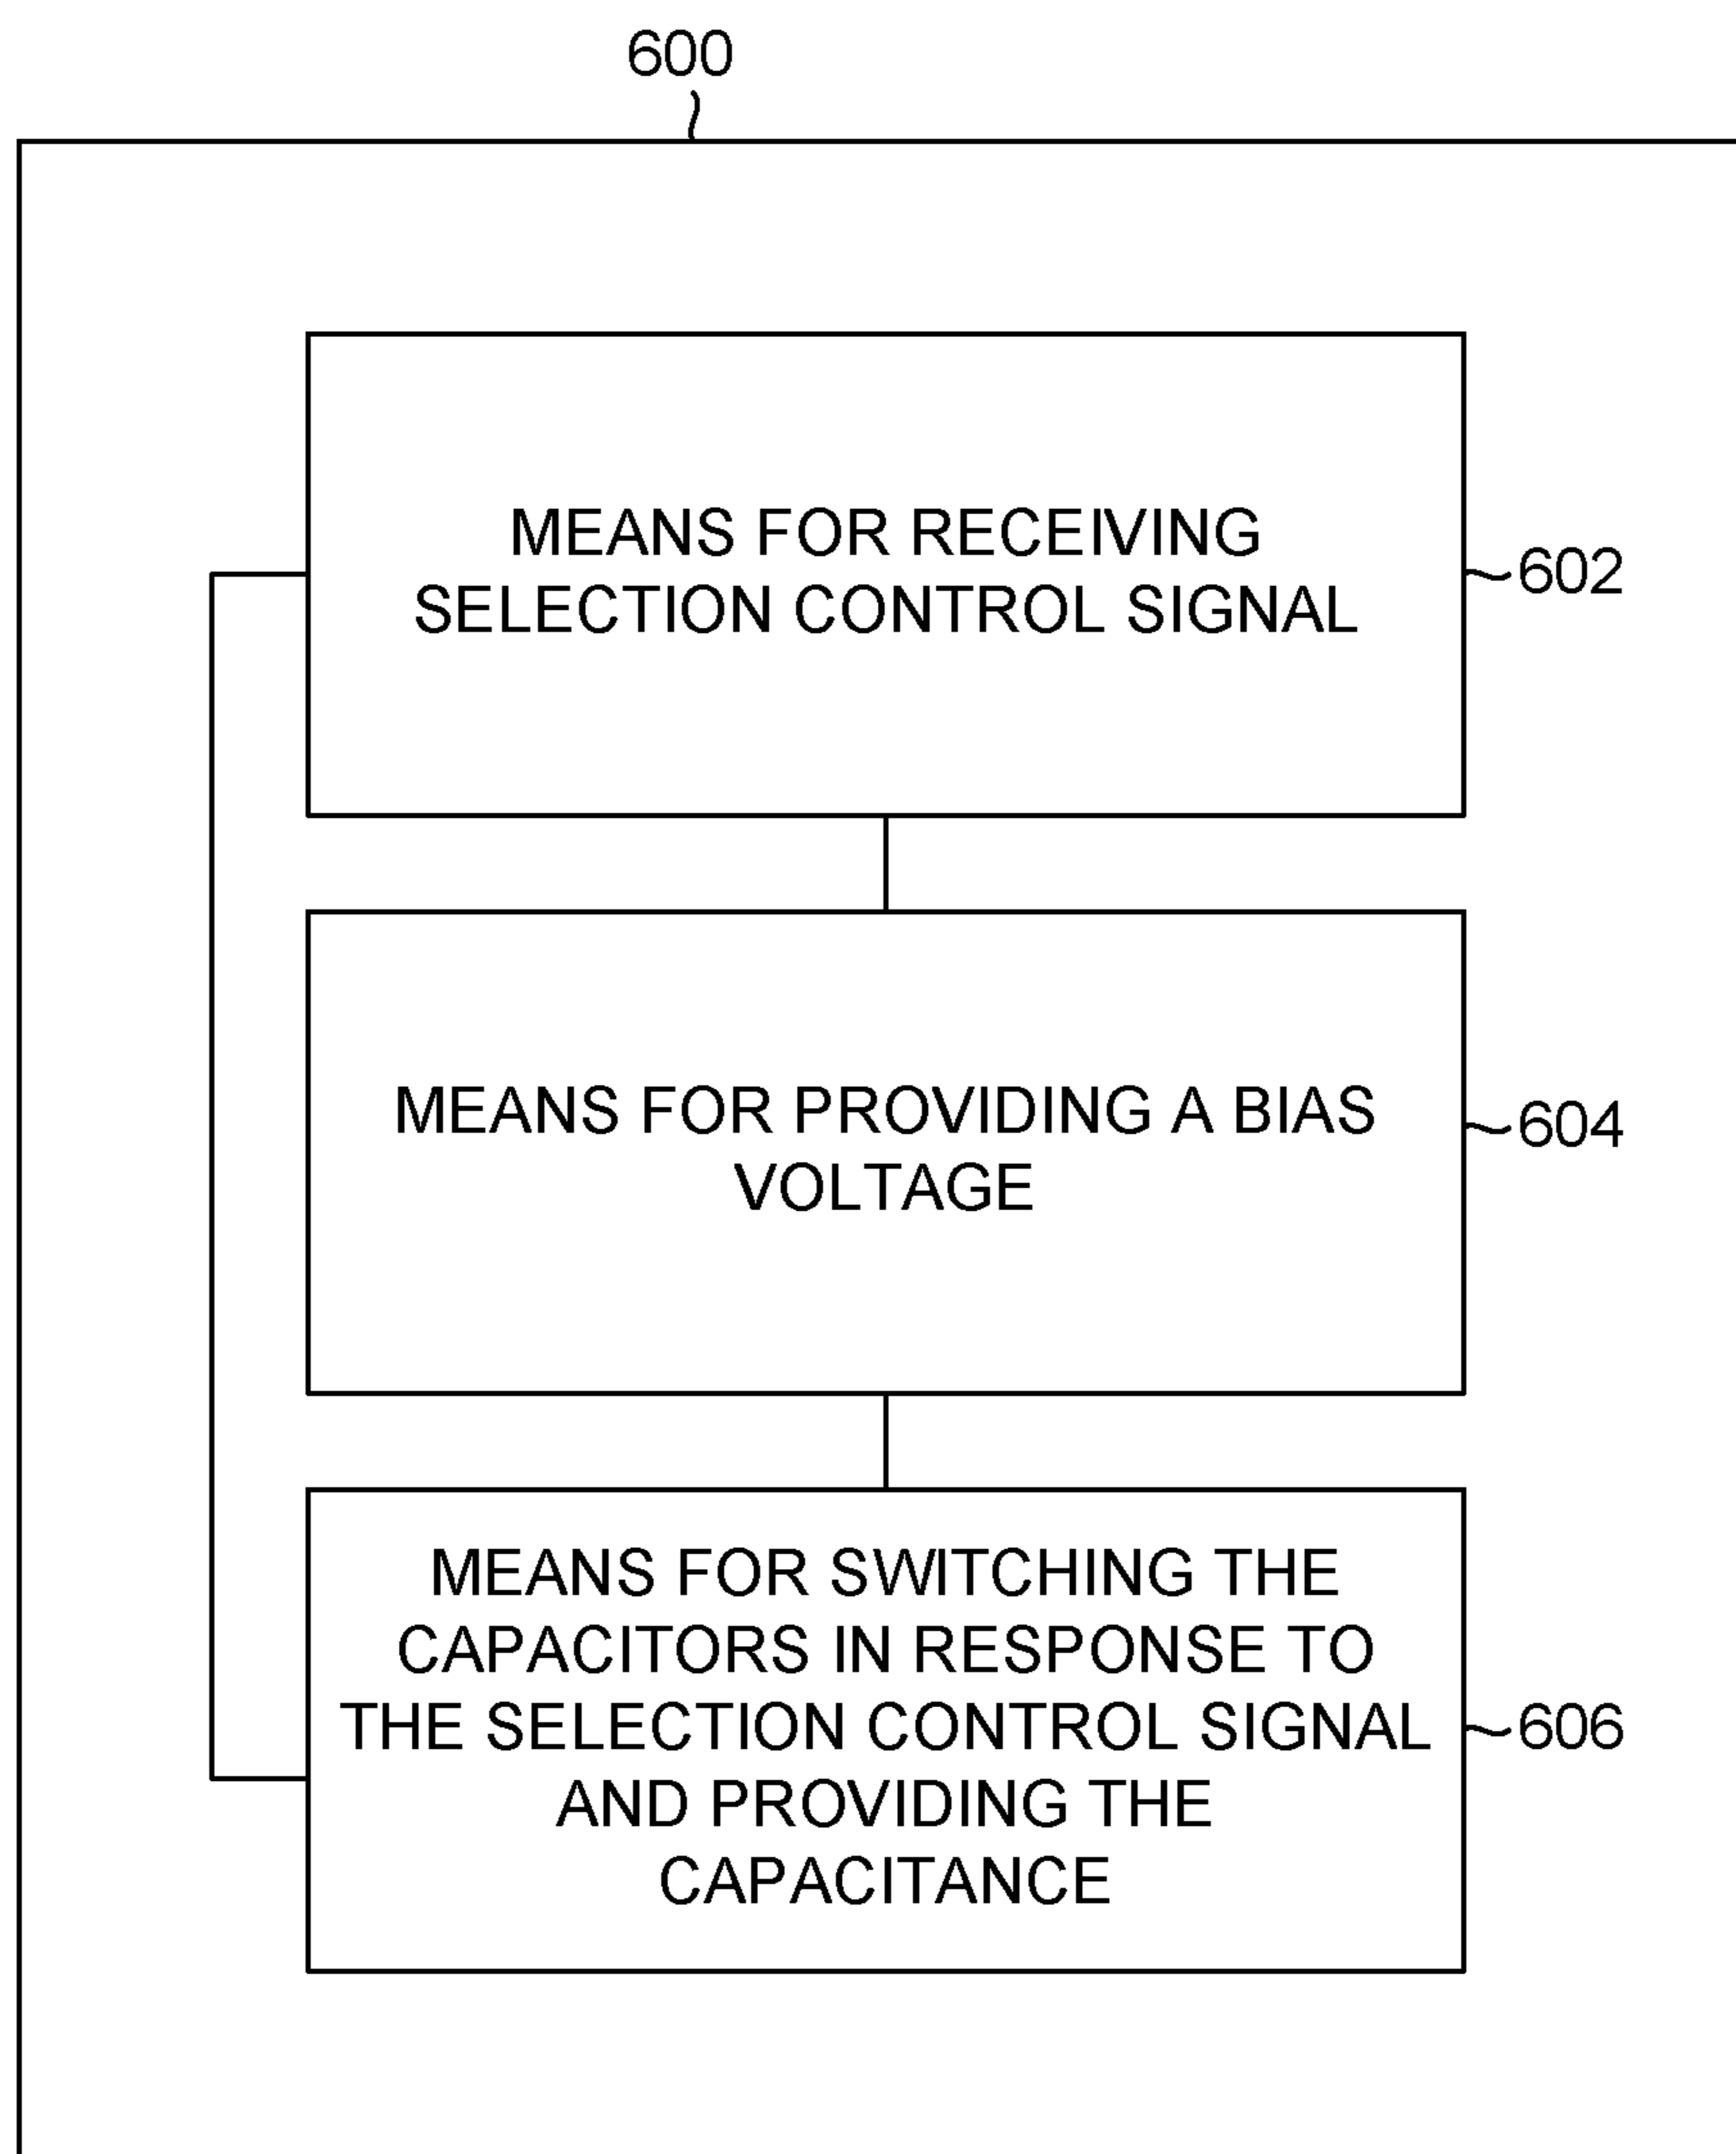 600
MEANS FOR RECEIVING
SELECTION CONTROL SIGNAL
602
MEANS FOR PROVIDING A BIAS
VOLTAGE
604
MEANS FOR SWITCHING THE
CAPACITORS IN RESPONSE TO
THE SELECTION CONTROL SIGNAL
AND PROVIDING THE
CAPACITANCE
606